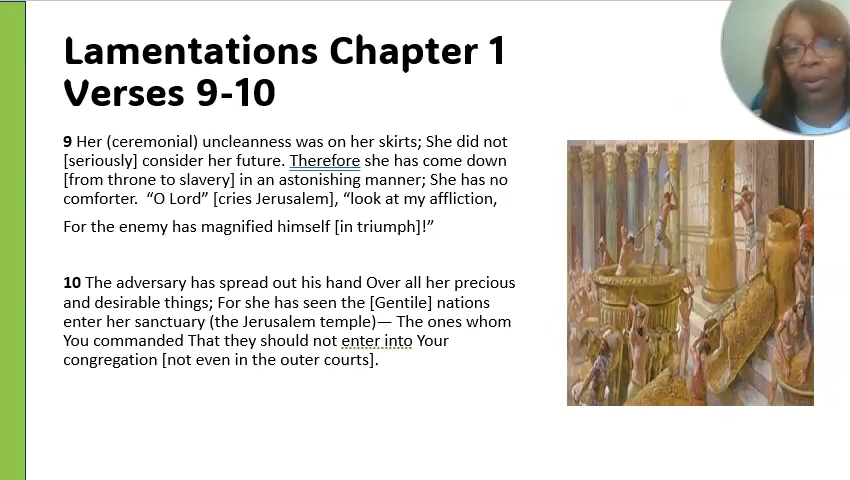 Lamentations Chapter 1
Verses 9-10
9 Her (ceremonial) uncleanness was on her skirts; She did not
[seriously] consider her future. Therefore she has come down
[from throne to slavery] in an astonishing manner; She has no
comforter.  “O Lord” [cries Jerusalem], “look at my affliction,
For the enemy has magnified himself [in triumph]!”
10 The adversary has spread out his hand Over all her precious
and desirable things; For she has seen the [Gentile] nations
enter her sanctuary (the Jerusalem temple)— The ones whom
You commanded That they should not enter into Your
congregation [not even in the outer courts].